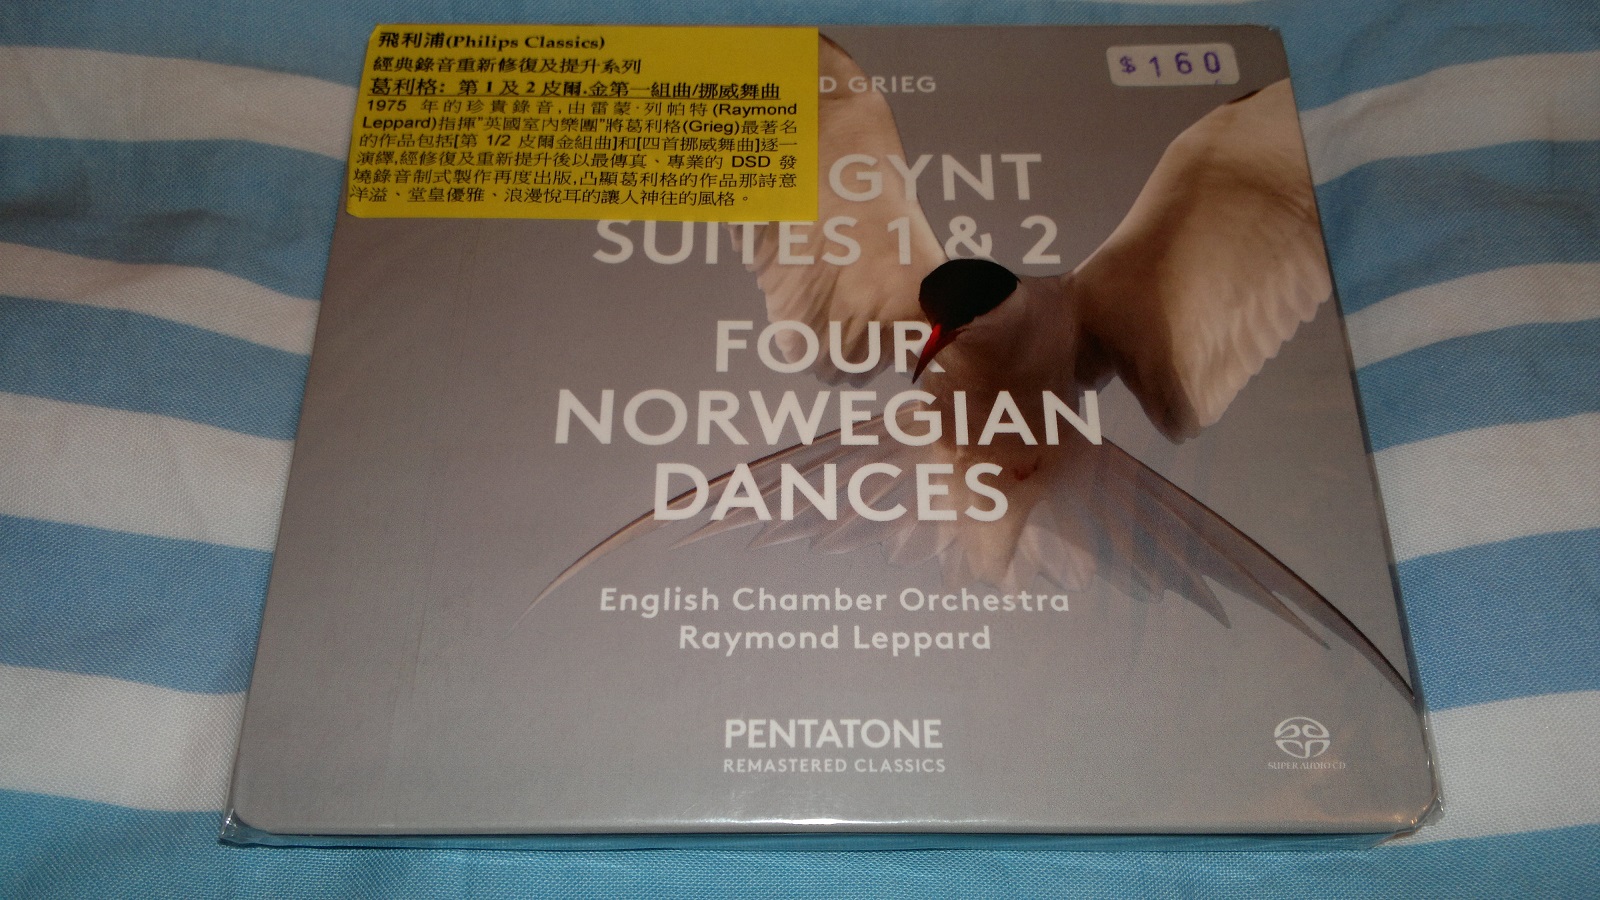 飛利浦(Philips Classics)
經典錄音重新修復及提升系列
葛利格: 第 1 及 2 皮爾.金第一組曲/挪威舞曲
1975 年的珍貴錄音,由雷蒙·列帕特(Raymond
Leppard)指揮"英國室內樂團"將葛利格(Grieg)最著名
的作品包括[第 1/2 皮爾金組曲]和[四首挪威舞曲]逐一
演繹,經修復及重新提升後以最傳真、專業的 DSD 發
燒錄音制式製作再度出版,凸顯葛利格的作品那詩意
洋溢、堂皇優雅、浪漫悅耳的讓人神往的風格。
$160
D GRIEG
GYNT
SUITES 1 & 2
FOUR
NORWEGIAN
DANCES
English Chamber Orchestra
Raymond Leppard
PENTATONE
REMASTERED CLASSICS
SUPER AUDIO CD